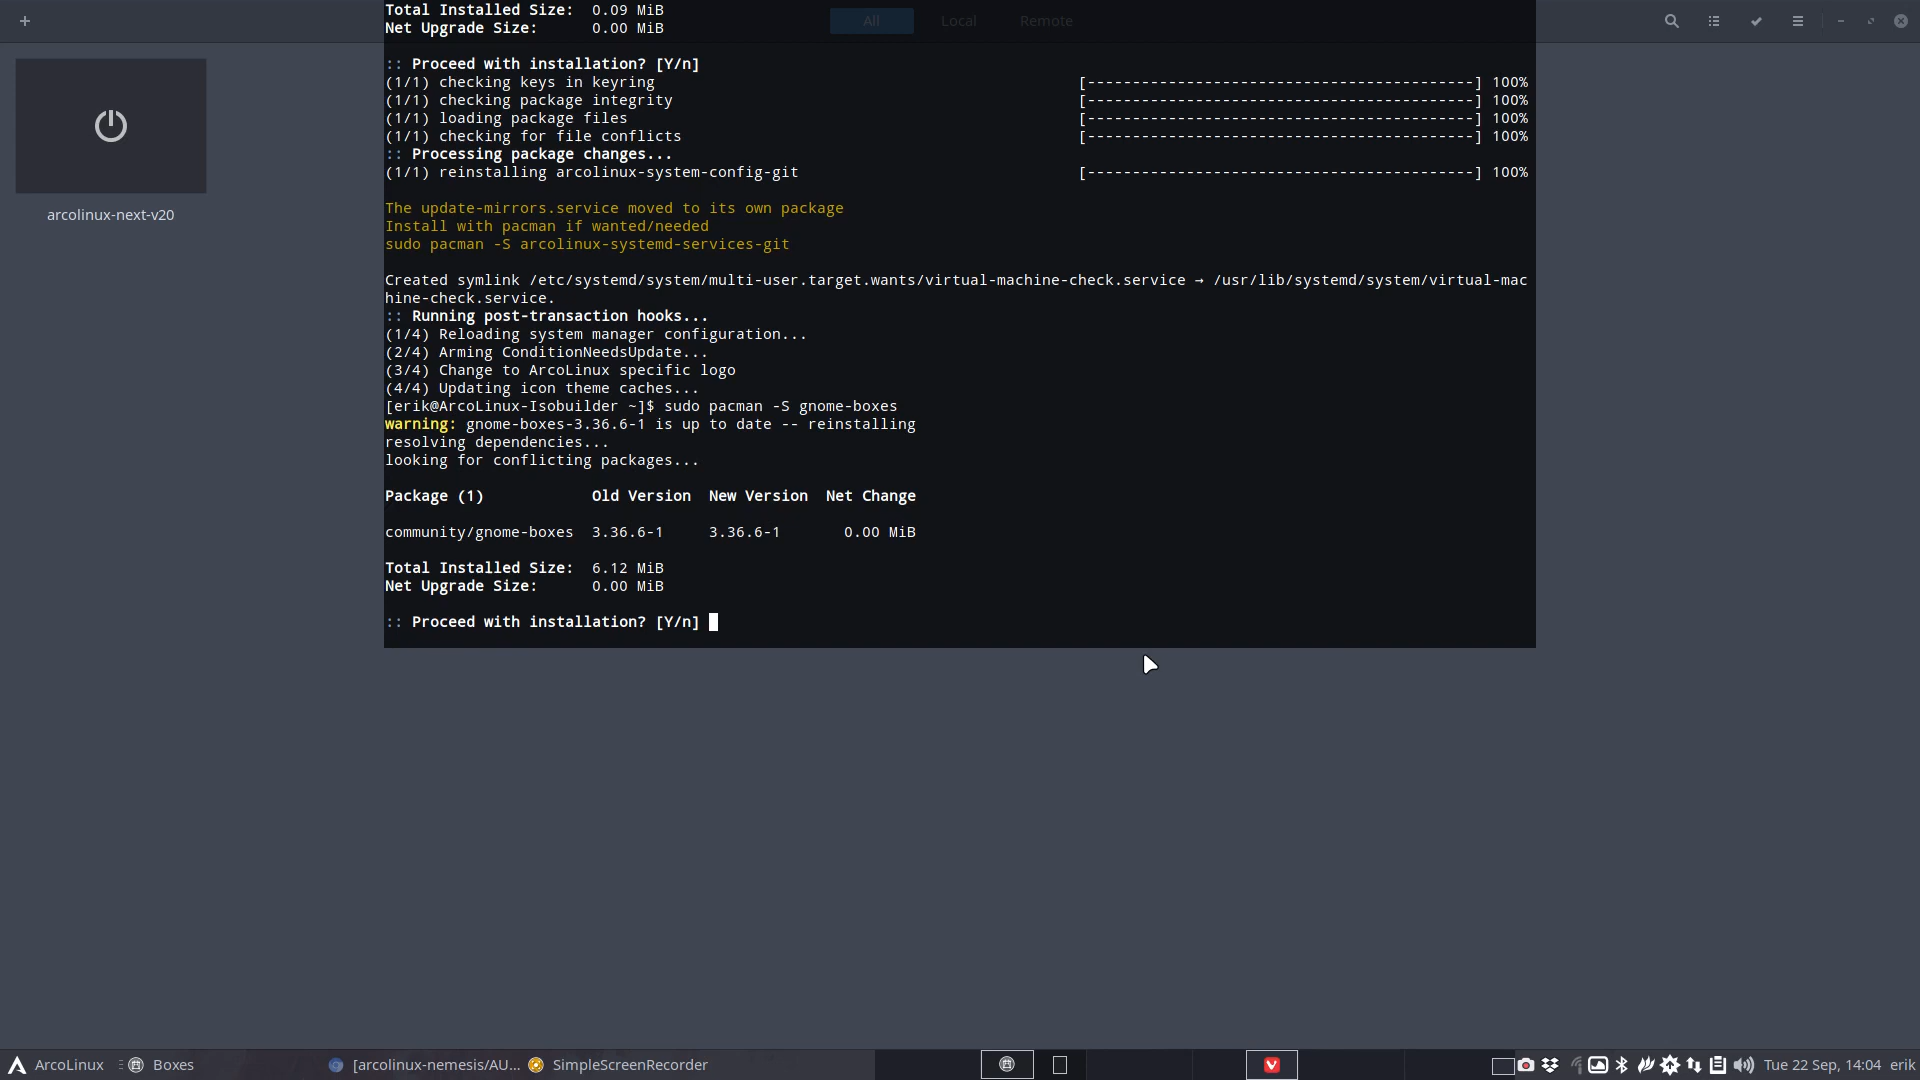 Total Installed Size:  0.09 MiB
Net Upgrade Size:      0.00 MiB
All Local Remote
:: Proceed with installation? [Y/n]
(1/1) checking keys in keyring [-------------------------------------------] 100%
(1/1) checking package integrity [-------------------------------------------] 100%
(1/1) loading package files [-------------------------------------------] 100%
(1/1) checking for file conflicts [-------------------------------------------] 100%
:: Processing package changes...
(1/1) reinstalling arcolinux-system-config-git [-------------------------------------------] 100%
arcolinux-next-v20
The update-mirrors.service moved to its own package
Install with pacman if wanted/needed
sudo pacman -S arcolinux-systemd-services-git
Created symlink /etc/systemd/system/multi-user.target.wants/virtual-machine-check.service → /usr/lib/systemd/system/virtual-mac
hine-check.service.
:: Running post-transaction hooks...
(1/4) Reloading system manager configuration...
(2/4) Arming ConditionNeedsUpdate...
(3/4) Change to ArcoLinux specific logo
(4/4) Updating icon theme caches...
[erik@ArcoLinux-Isobuilder ~]$ sudo pacman -S gnome-boxes
warning: gnome-boxes-3.36.6-1 is up to date -- reinstalling
resolving dependencies...
looking for conflicting packages...
Package (1)            Old Version  New Version  Net Change
community/gnome-boxes  3.36.6-1     3.36.6-1       0.00 MiB
Total Installed Size:  6.12 MiB
Net Upgrade Size:      0.00 MiB
:: Proceed with installation? [Y/n]
ArcoLinux Boxes [arcolinux-nemesis/AU... SimpleScreenRecorder Tue 22 Sep, 14:04 erik